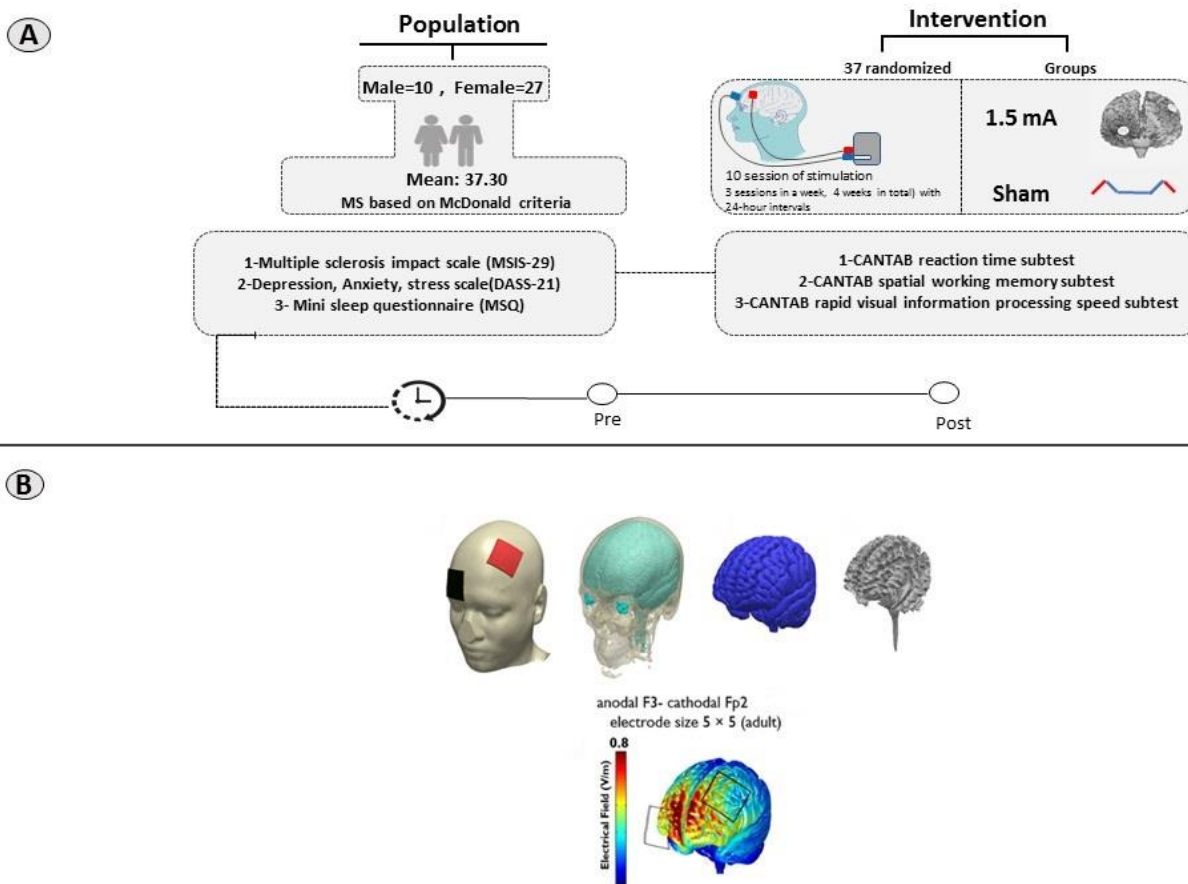 A
Population
Male=10 , Female=27
Mean: 37.30
MS based on McDonald criteria
Intervention
37 randomized
Groups
10 session of stimulation
3 sessions in a week, 4 weeks in total) with
24-hour intervals
1.5 mA
Sham
1-Multiple sclerosis impact scale (MSIS-29)
2-Depression, Anxiety, stress scale(DASS-21)
3- Mini sleep questionnaire (MSQ)
1-CANTAB reaction time subtest
2-CANTAB spatial working memory subtest
3-CANTAB rapid visual information processing speed subtest
Pre
Post
B
anodal F3- cathodal Fp2
electrode size 5 × 5 (adult)
0.8
Electrical Field (V/m)